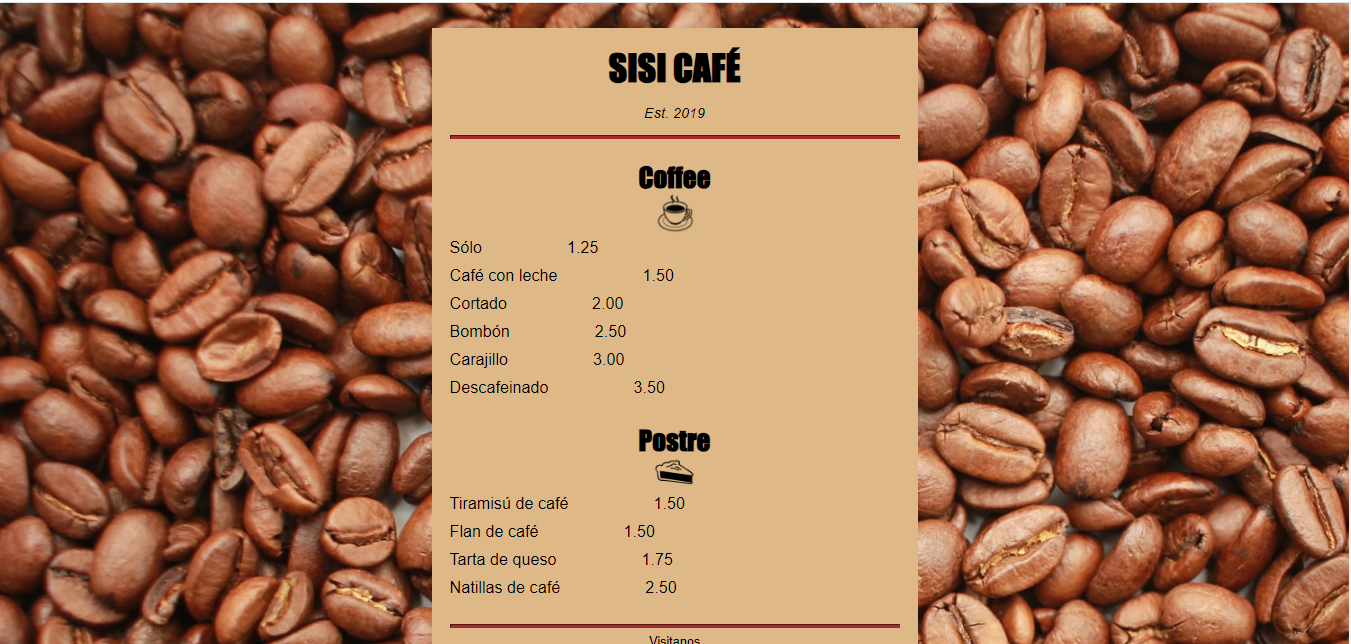 SISI CAFÉ
Est. 2019
Coffee
Sólo 1.25
Café con leche 1.50
Cortado 2.00
Bombón 2.50
Carajillo 3.00
Descafeinado 3.50
Postre
Tiramisú de café 1.50
Flan de café 1.50
Tarta de queso 1.75
Natillas de café 2.50
Visitanos